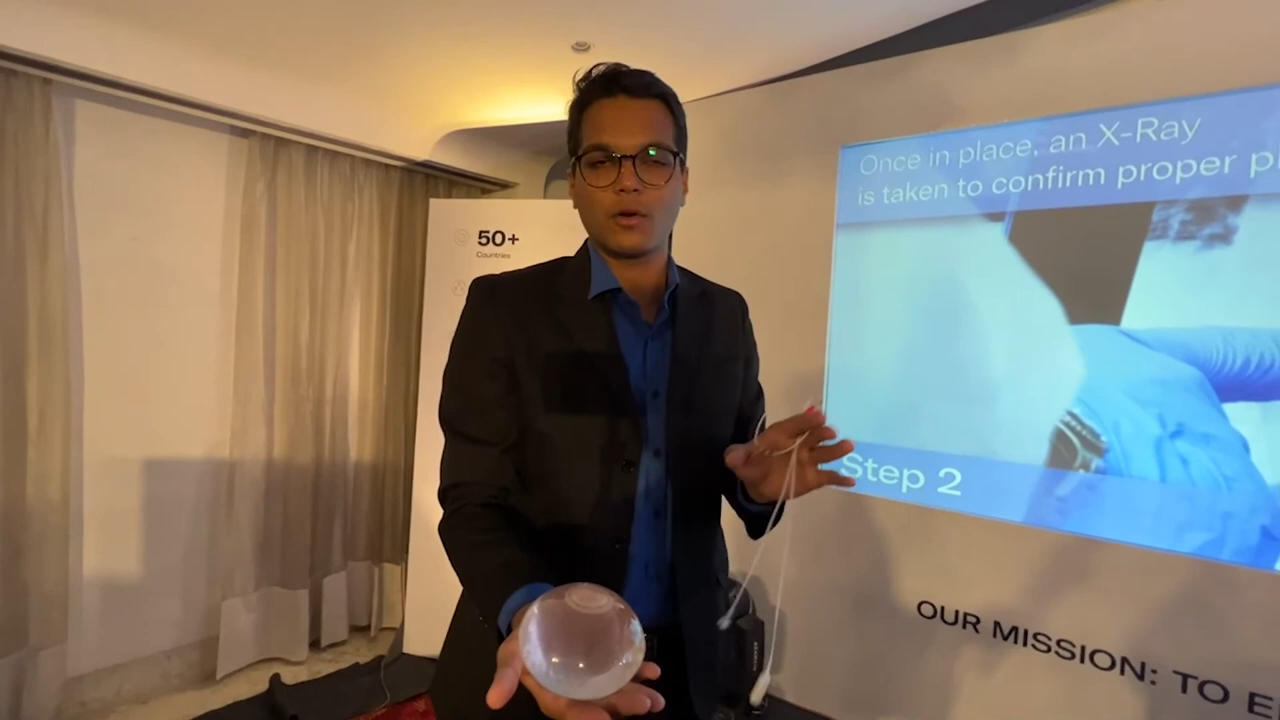 50+
Countries
Once in place, an X-Ray
is taken to confirm proper
Step 2
OUR MISSION: TO